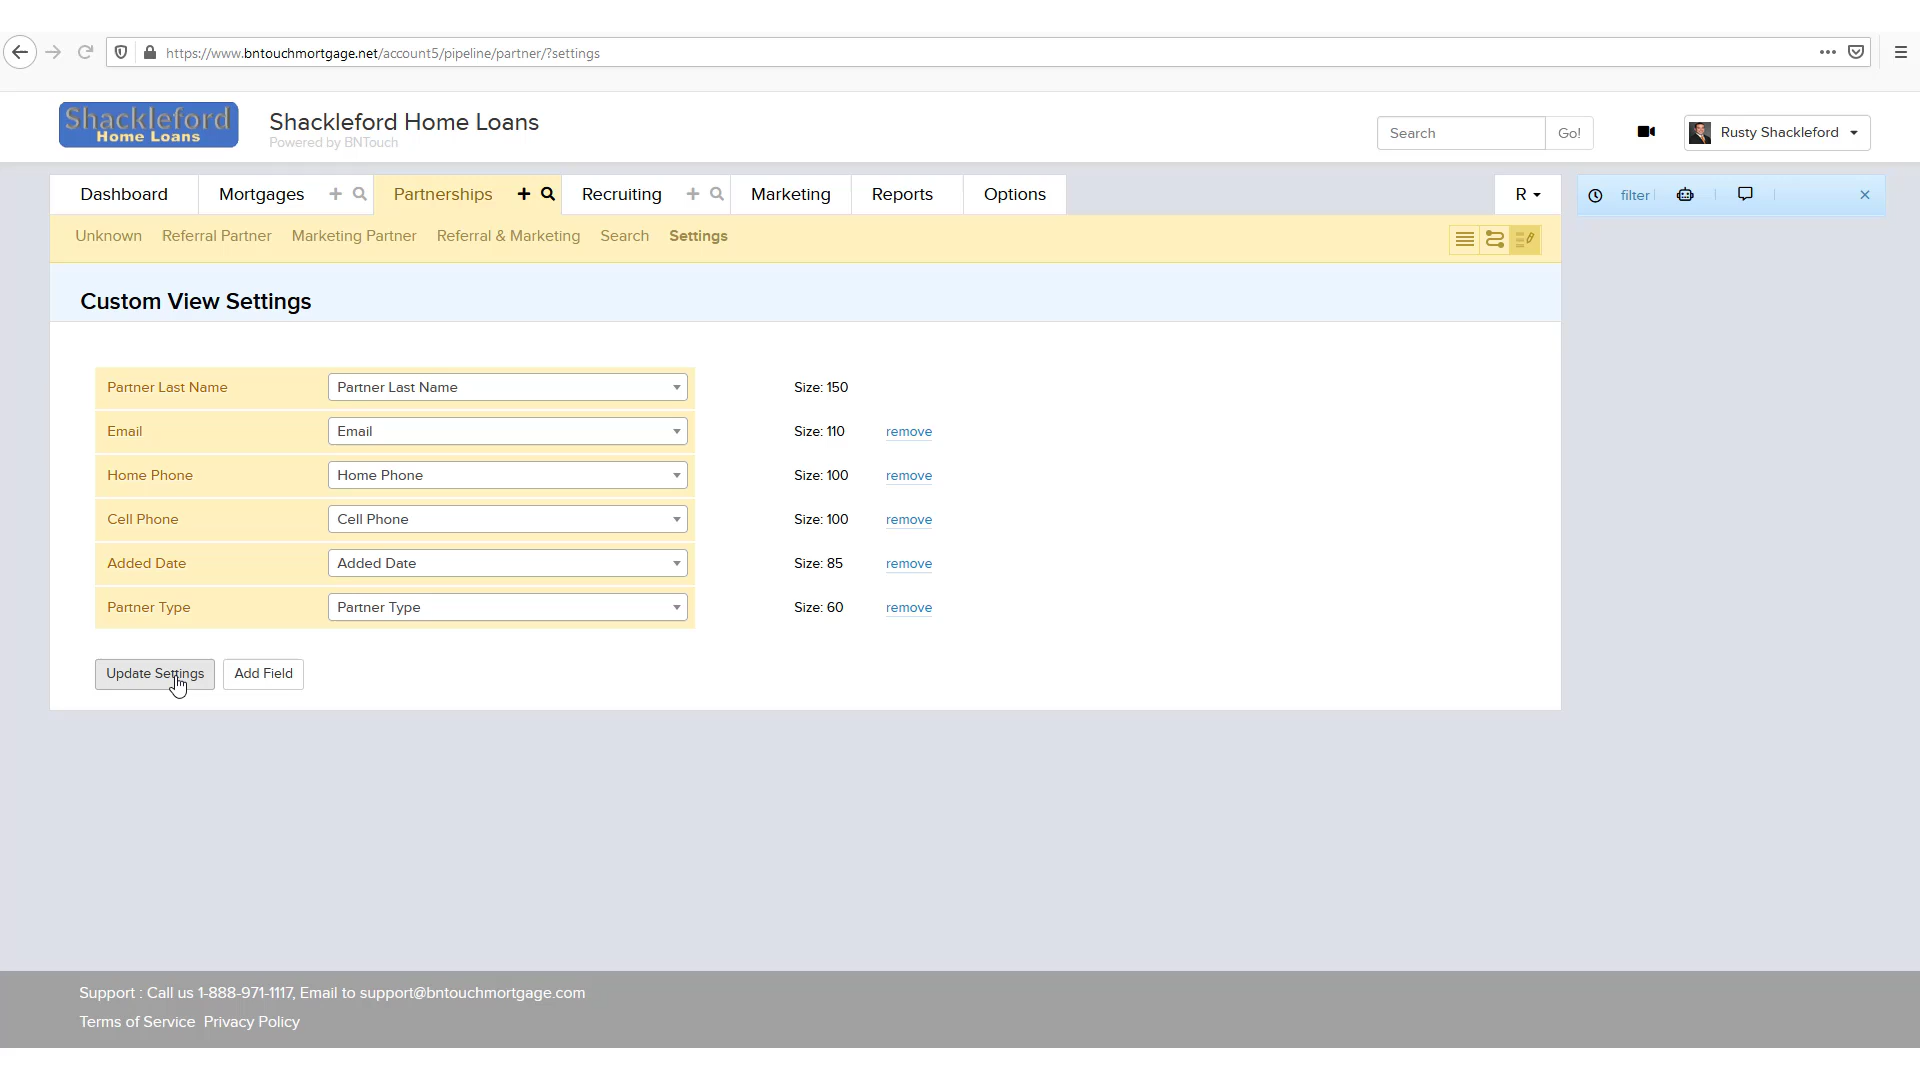 https://www.bntouchmortgage.net/account5/pipeline/partner/?settings
Shackleford
Home Loans
Shackleford Home Loans
Powered by BNTouch
Search
Go!
Rusty Shackleford
Dashboard
Mortgages
Partnerships
Recruiting
Marketing
Reports
Options
R
filter
Unknown
Referral Partner
Marketing Partner
Referral & Marketing
Search
Settings
Custom View Settings
Partner Last Name Partner Last Name Size: 150
Email Email Size: 110 remove
Home Phone Home Phone Size: 100 remove
Cell Phone Cell Phone Size: 100 remove
Added Date Added Date Size: 85 remove
Partner Type Partner Type Size: 60 remove
Update Settings Add Field
Support : Call us 1-888-971-1117, Email to support@bntouchmortgage.com
Terms of Service Privacy Policy